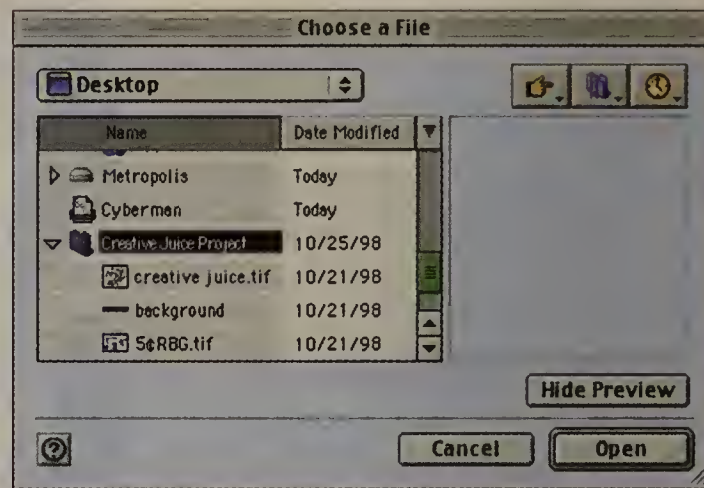 Choose a File
Desktop
Name Date Modified
Metropolis Today
Cyberman Today
Creative Juice Project 10/25/98
creative juice.tif 10/21/98
background 10/21/98
5¢RBG.tif 10/21/98
Hide Preview
Cancel Open